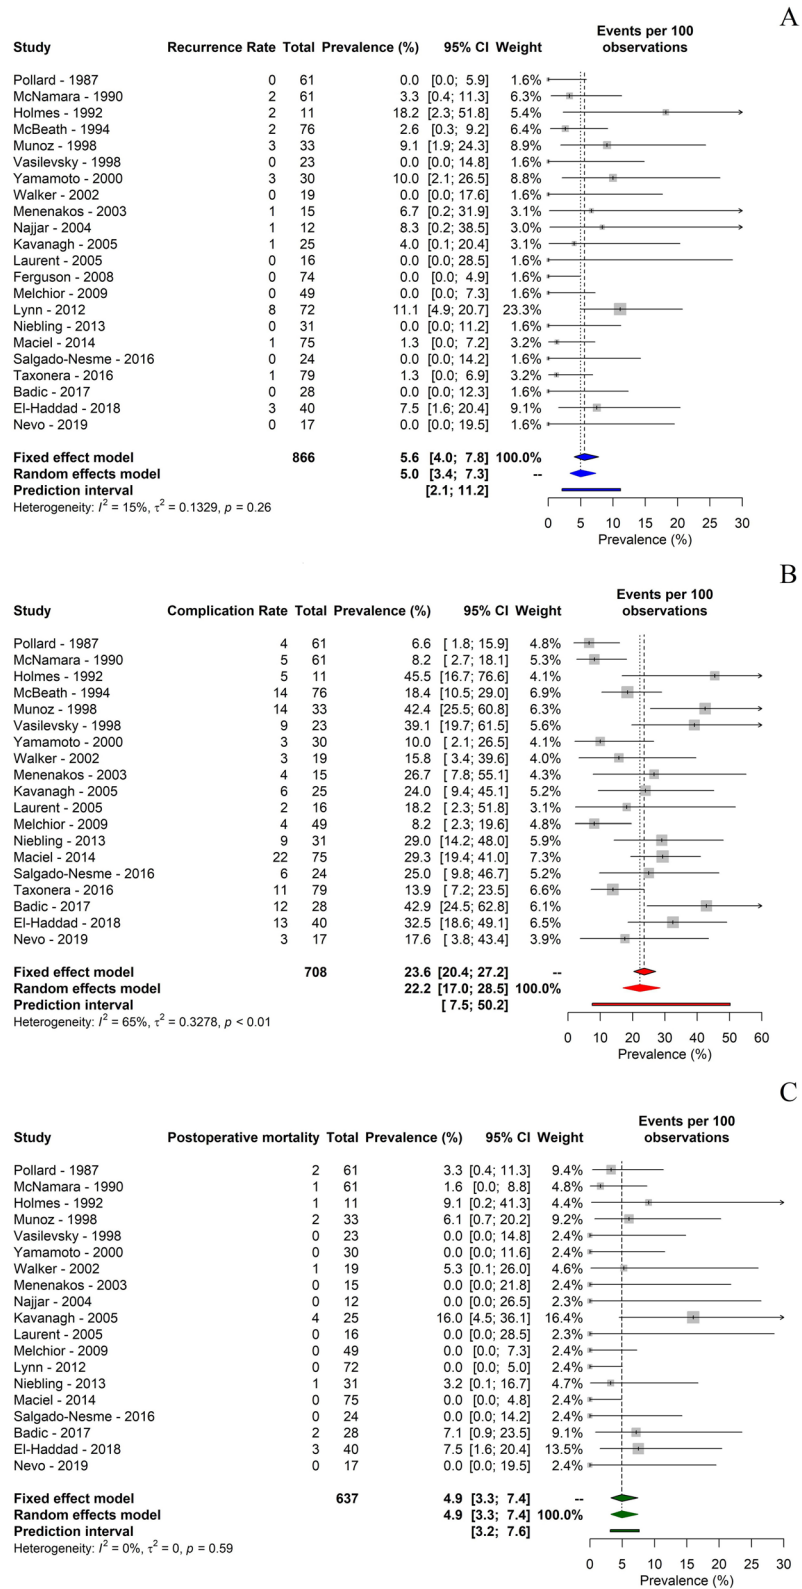 A
Events per 100
observations
Study Recurrence Rate Total Prevalence (%) 95% CI Weight
Pollard - 1987 0 61 0.0 [0.0; 5.9] 1.6%
McNamara - 1990 2 61 3.3 [0.4; 11.3] 6.3%
Holmes - 1992 2 11 18.2 [2.3; 51.8] 5.4%
McBeath - 1994 2 76 2.6 [0.3; 9.2] 6.4%
Munoz - 1998 3 33 9.1 [1.9; 24.3] 8.9%
Vasilevsky - 1998 0 23 0.0 [0.0; 14.8] 1.6%
Yamamoto - 2000 3 30 10.0 [2.1; 26.5] 8.8%
Walker - 2002 0 19 0.0 [0.0; 17.6] 1.6%
Menenakos - 2003 1 15 6.7 [0.2; 31.9] 3.1%
Najjar - 2004 1 12 8.3 [0.2; 38.5] 3.0%
Kavanagh - 2005 1 25 4.0 [0.1; 20.4] 3.1%
Laurent - 2005 0 16 0.0 [0.0; 28.5] 1.6%
Ferguson - 2008 0 74 0.0 [0.0; 4.9] 1.6%
Melchior - 2009 0 49 0.0 [0.0; 7.3] 1.6%
Lynn - 2012 8 72 11.1 [4.9; 20.7] 23.3%
Niebling - 2013 0 31 0.0 [0.0; 11.2] 1.6%
Maciel - 2014 1 75 1.3 [0.0; 7.2] 3.2%
Salgado-Nesme - 2016 0 24 0.0 [0.0; 14.2] 1.6%
Taxonera - 2016 1 79 1.3 [0.0; 6.9] 3.2%
Badic - 2017 0 28 0.0 [0.0; 12.3] 1.6%
El-Haddad - 2018 3 40 7.5 [1.6; 20.4] 9.1%
Nevo - 2019 0 17 0.0 [0.0; 19.5] 1.6%
Fixed effect model 866 5.6 [4.0; 7.8] 100.0%
Random effects model 5.0 [3.4; 7.3] --
Prediction interval [2.1; 11.2]
Heterogeneity: I² = 15%, τ² = 0.1329, p = 0.26
0 5 10 15 20 25 30
Prevalence (%)
B
Events per 100
observations
Study Complication Rate Total Prevalence (%) 95% CI Weight
Pollard - 1987 4 61 6.6 [ 1.8; 15.9] 4.8%
McNamara - 1990 5 61 8.2 [ 2.7; 18.1] 5.3%
Holmes - 1992 5 11 45.5 [16.7; 76.6] 4.1%
McBeath - 1994 14 76 18.4 [10.5; 29.0] 6.9%
Munoz - 1998 14 33 42.4 [25.5; 60.8] 6.3%
Vasilevsky - 1998 9 23 39.1 [19.7; 61.5] 5.6%
Yamamoto - 2000 3 30 10.0 [ 2.1; 26.5] 4.1%
Walker - 2002 3 19 15.8 [ 3.4; 39.6] 4.0%
Menenakos - 2003 4 15 26.7 [ 7.8; 55.1] 4.3%
Kavanagh - 2005 6 25 24.0 [ 9.4; 45.1] 5.2%
Laurent - 2005 2 16 18.2 [ 2.3; 51.8] 3.1%
Melchior - 2009 4 49 8.2 [ 2.3; 19.6] 4.8%
Niebling - 2013 9 31 29.0 [14.2; 48.0] 5.9%
Maciel - 2014 22 75 29.3 [19.4; 41.0] 7.3%
Salgado-Nesme - 2016 6 24 25.0 [ 9.8; 46.7] 5.2%
Taxonera - 2016 11 79 13.9 [ 7.2; 23.5] 6.6%
Badic - 2017 12 28 42.9 [24.5; 62.8] 6.1%
El-Haddad - 2018 13 40 32.5 [18.6; 49.1] 6.5%
Nevo - 2019 3 17 17.6 [ 3.8; 43.4] 3.9%
Fixed effect model 708 23.6 [20.4; 27.2] --
Random effects model 22.2 [17.0; 28.5] 100.0%
Prediction interval [ 7.5; 50.2]
Heterogeneity: I² = 65%, τ² = 0.3278, p < 0.01
0 10 20 30 40 50 60
Prevalence (%)
C
Events per 100
observations
Study Postoperative mortality Total Prevalence (%) 95% CI Weight
Pollard - 1987 2 61 3.3 [0.4; 11.3] 9.4%
McNamara - 1990 1 61 1.6 [0.0; 8.8] 4.8%
Holmes - 1992 1 11 9.1 [0.2; 41.3] 4.4%
Munoz - 1998 2 33 6.1 [0.7; 20.2] 9.2%
Vasilevsky - 1998 0 23 0.0 [0.0; 14.8] 2.4%
Yamamoto - 2000 0 30 0.0 [0.0; 11.6] 2.4%
Walker - 2002 1 19 5.3 [0.1; 26.0] 4.6%
Menenakos - 2003 0 15 0.0 [0.0; 21.8] 2.4%
Najjar - 2004 0 12 0.0 [0.0; 26.5] 2.3%
Kavanagh - 2005 4 25 16.0 [4.5; 36.1] 16.4%
Laurent - 2005 0 16 0.0 [0.0; 28.5] 2.3%
Melchior - 2009 0 49 0.0 [0.0; 7.3] 2.4%
Lynn - 2012 0 72 0.0 [0.0; 5.0] 2.4%
Niebling - 2013 1 31 3.2 [0.1; 16.7] 4.7%
Maciel - 2014 0 75 0.0 [0.0; 4.8] 2.4%
Salgado-Nesme - 2016 0 24 0.0 [0.0; 14.2] 2.4%
Badic - 2017 2 28 7.1 [0.9; 23.5] 9.1%
El-Haddad - 2018 3 40 7.5 [1.6; 20.4] 13.5%
Nevo - 2019 0 17 0.0 [0.0; 19.5] 2.4%
Fixed effect model 637 4.9 [3.3; 7.4] --
Random effects model 4.9 [3.3; 7.4] 100.0%
Prediction interval [3.2; 7.6]
Heterogeneity: I² = 0%, τ² = 0, p = 0.59
0 5 10 15 20 25 30
Prevalence (%)